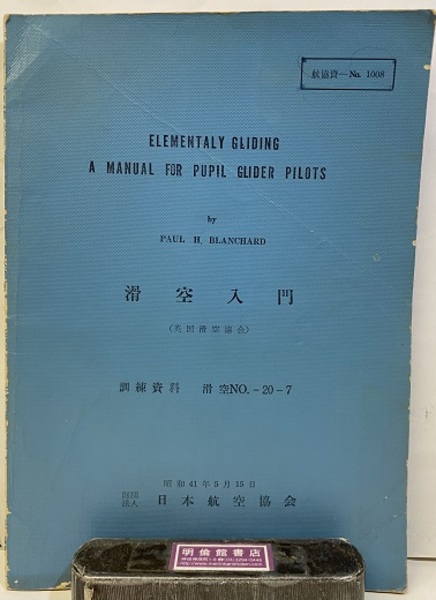 航協資—No. 1008
ELEMENTALY GLIDING
A MANUAL FOR PUPIL GLIDER PILOTS
by
PAUL H. BLANCHARD
滑空入門
(英国滑空協会)
訓練資料 滑空NO.-20-7
昭和41年5月15日
財団法人 日本航空協会
明倫館書店